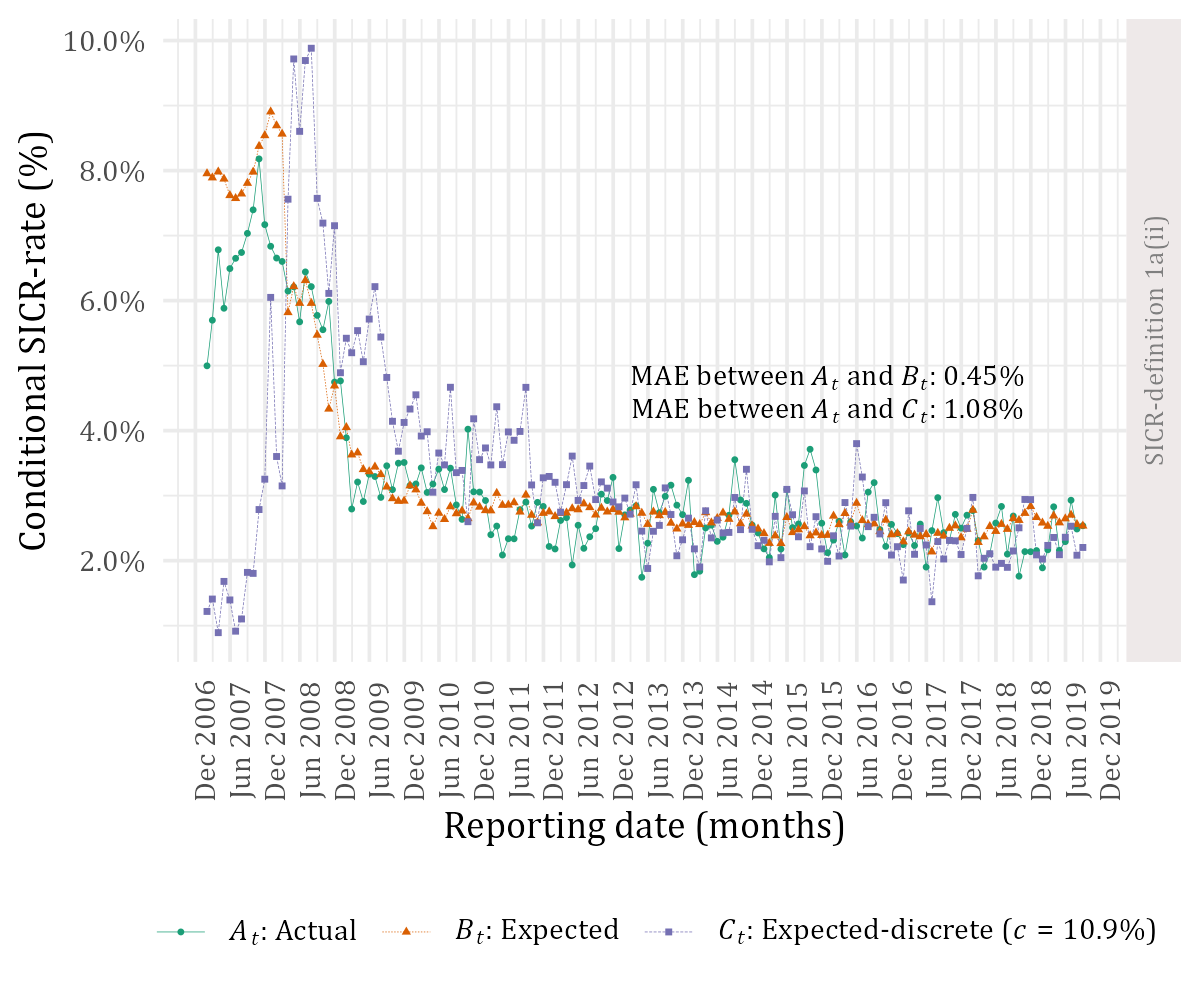 10.0%
8.0%
6.0%
4.0%
2.0%
Conditional SICR-rate (%)
MAE between A_t and B_t: 0.45%
MAE between A_t and C_t: 1.08%
SICR-definition 1a(ii)
Dec 2006
Jun 2007
Dec 2007
Jun 2008
Dec 2008
Jun 2009
Dec 2009
Jun 2010
Dec 2010
Jun 2011
Dec 2011
Jun 2012
Dec 2012
Jun 2013
Dec 2013
Jun 2014
Dec 2014
Jun 2015
Dec 2015
Jun 2016
Dec 2016
Jun 2017
Dec 2017
Jun 2018
Dec 2018
Jun 2019
Dec 2019
Reporting date (months)
A_t: Actual B_t: Expected C_t: Expected-discrete (c = 10.9%)